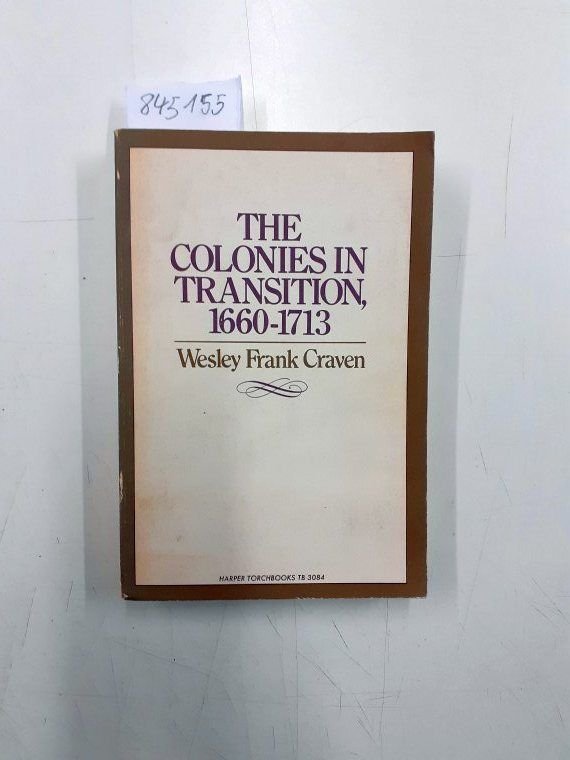 845155
THE
COLONIES IN
TRANSITION,
1660-1713
Wesley Frank Craven
HARPER TORCHBOOKS TB 3084